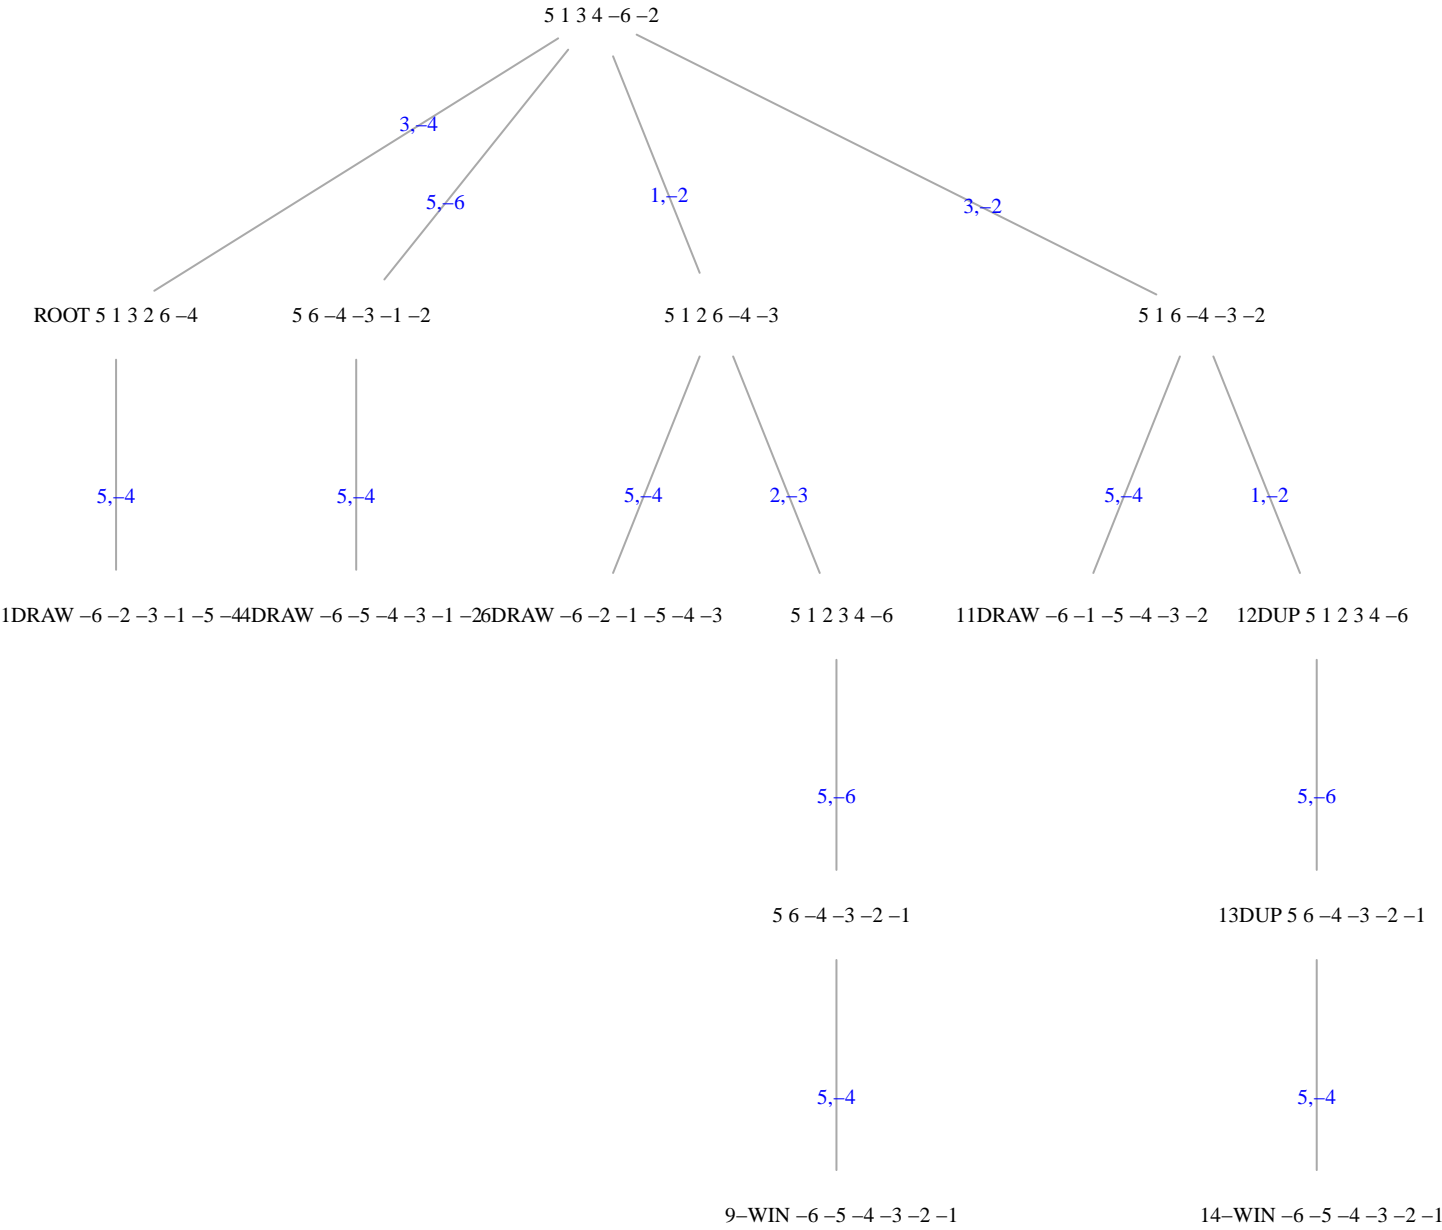 5 1 3 4 –6 –2
3,–4
5,–6
1,–2
3,–2
ROOT 5 1 3 2 6 –4
5 6 –4 –3 –1 –2
5 1 2 6 –4 –3
5 1 6 –4 –3 –2
5,–4
5,–4
5,–4
2,–3
5,–4
1,–2
1DRAW –6 –2 –3 –1 –5 –4
4DRAW –6 –5 –4 –3 –1 –2
6DRAW –6 –2 –1 –5 –4 –3
5 1 2 3 4 –6
11DRAW –6 –1 –5 –4 –3 –2
12DUP 5 1 2 3 4 –6
5,–6
5,–6
5 6 –4 –3 –2 –1
13DUP 5 6 –4 –3 –2 –1
5,–4
5,–4
9–WIN –6 –5 –4 –3 –2 –1
14–WIN –6 –5 –4 –3 –2 –1